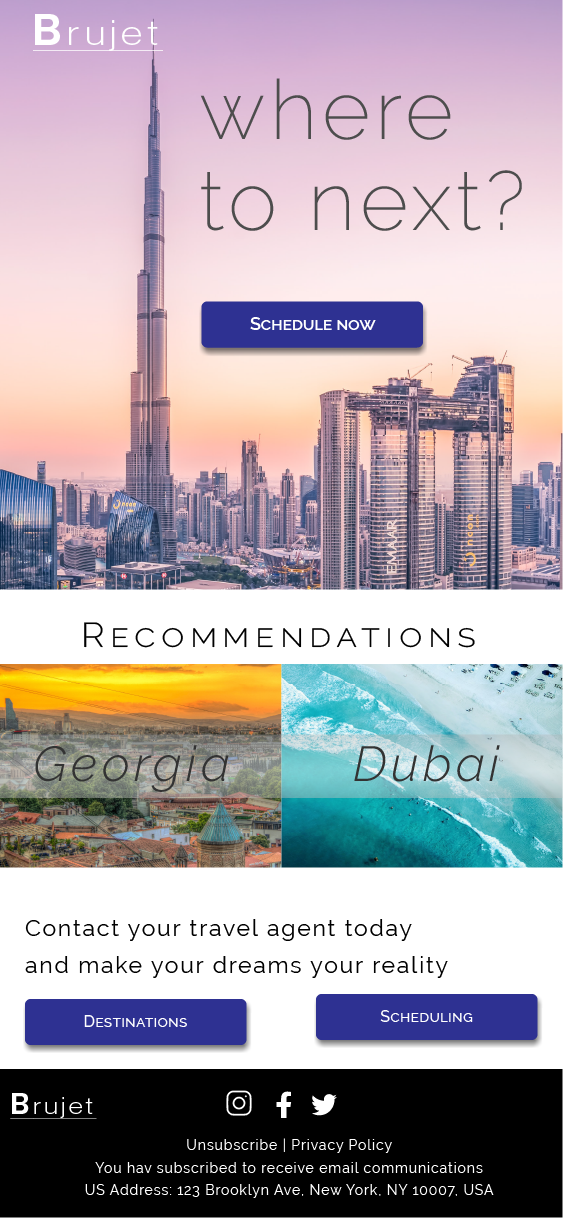 Brujet
where
to next?
SCHEDULE NOW
EMAAR
noon
RECOMMENDATIONS
Georgia
Dubai
Contact your travel agent today
and make your dreams your reality
DESTINATIONS
SCHEDULING
Brujet
Unsubscribe | Privacy Policy
You hav subscribed to receive email communications
US Address: 123 Brooklyn Ave, New York, NY 10007, USA